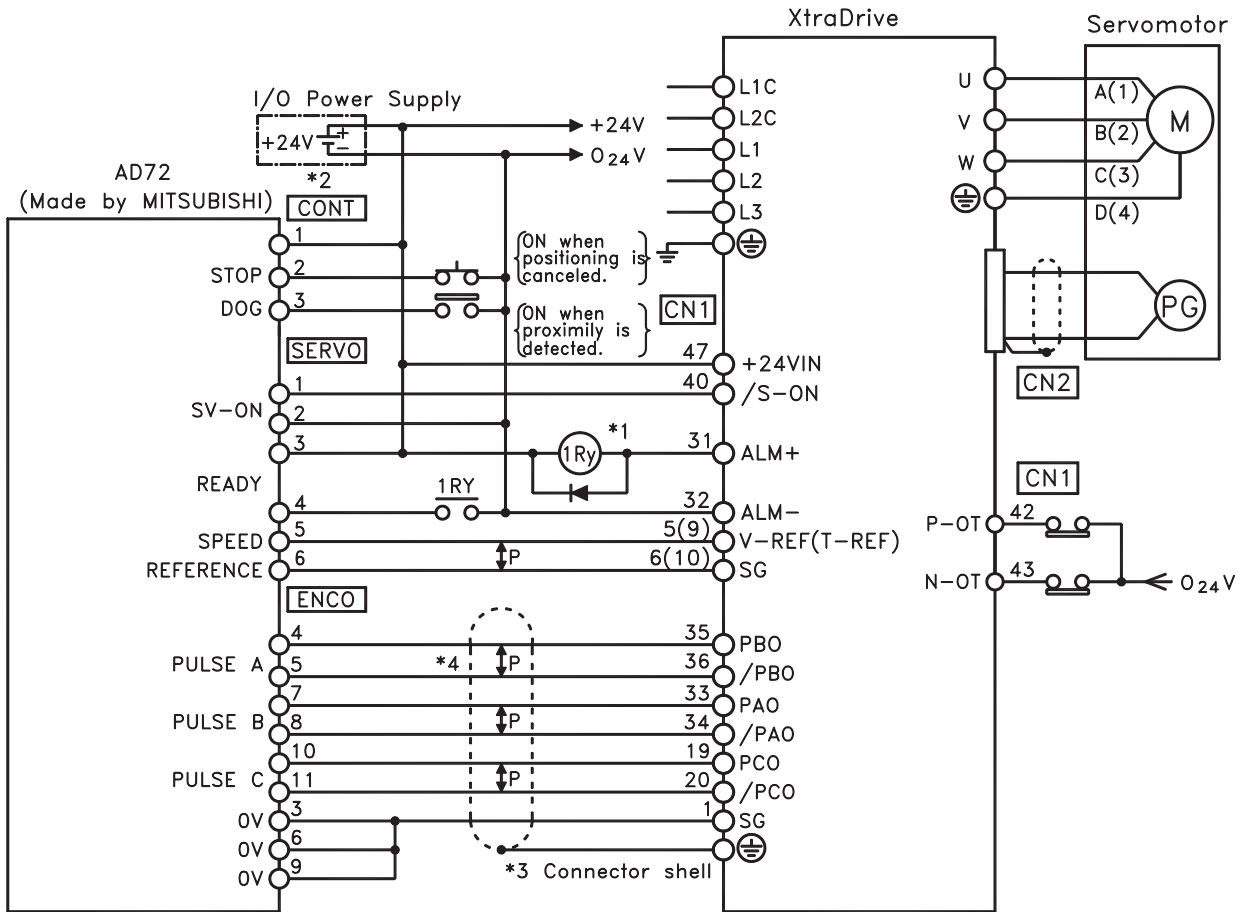 XtraDrive
Servomotor
I/O Power Supply
+24V
+
-
*2
+24V
024V
AD72
(Made by MITSUBISHI)
CONT
1
STOP
2
DOG
3
ON when
positioning is
canceled.
ON when
proximily is
detected.
L1C
L2C
L1
L2
L3
U
V
W
A(1)
B(2)
C(3)
D(4)
M
PG
CN2
CN1
SERVO
1
SV-ON
2
3
READY
4
SPEED
5
REFERENCE
6
47
+24VIN
40
/S-ON
*1
1Ry
31
ALM+
1RY
32
ALM-
5(9)
V-REF(T-REF)
P
6(10)
SG
CN1
P-OT
42
N-OT
43
024V
ENCO
4
PULSE A
5
*4
P
35
PBO
36
/PBO
7
PULSE B
8
P
33
PAO
34
/PAO
10
PULSE C
11
P
19
PCO
20
/PCO
0V
3
1
SG
0V
6
0V
9
*3 Connector shell